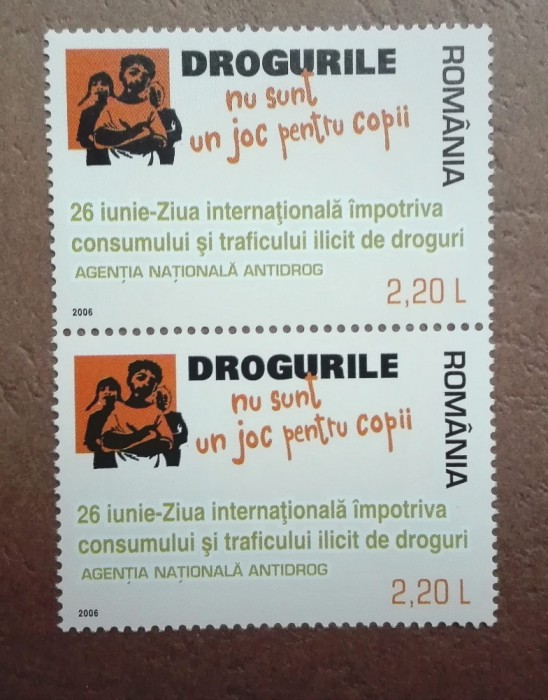 DROGURILE
nu sunt
un joc pentru copii
ROMÂNIA
26 iunie-Ziua internaţională împotriva
consumului şi traficului ilicit de droguri
AGENŢIA NAŢIONALĂ ANTIDROG
2,20 L
2006
DROGURILE
nu sunt
un joc pentru copii
ROMÂNIA
26 iunie-Ziua internaţională împotriva
consumului şi traficului ilicit de droguri
AGENŢIA NAŢIONALĂ ANTIDROG
2,20 L
2006